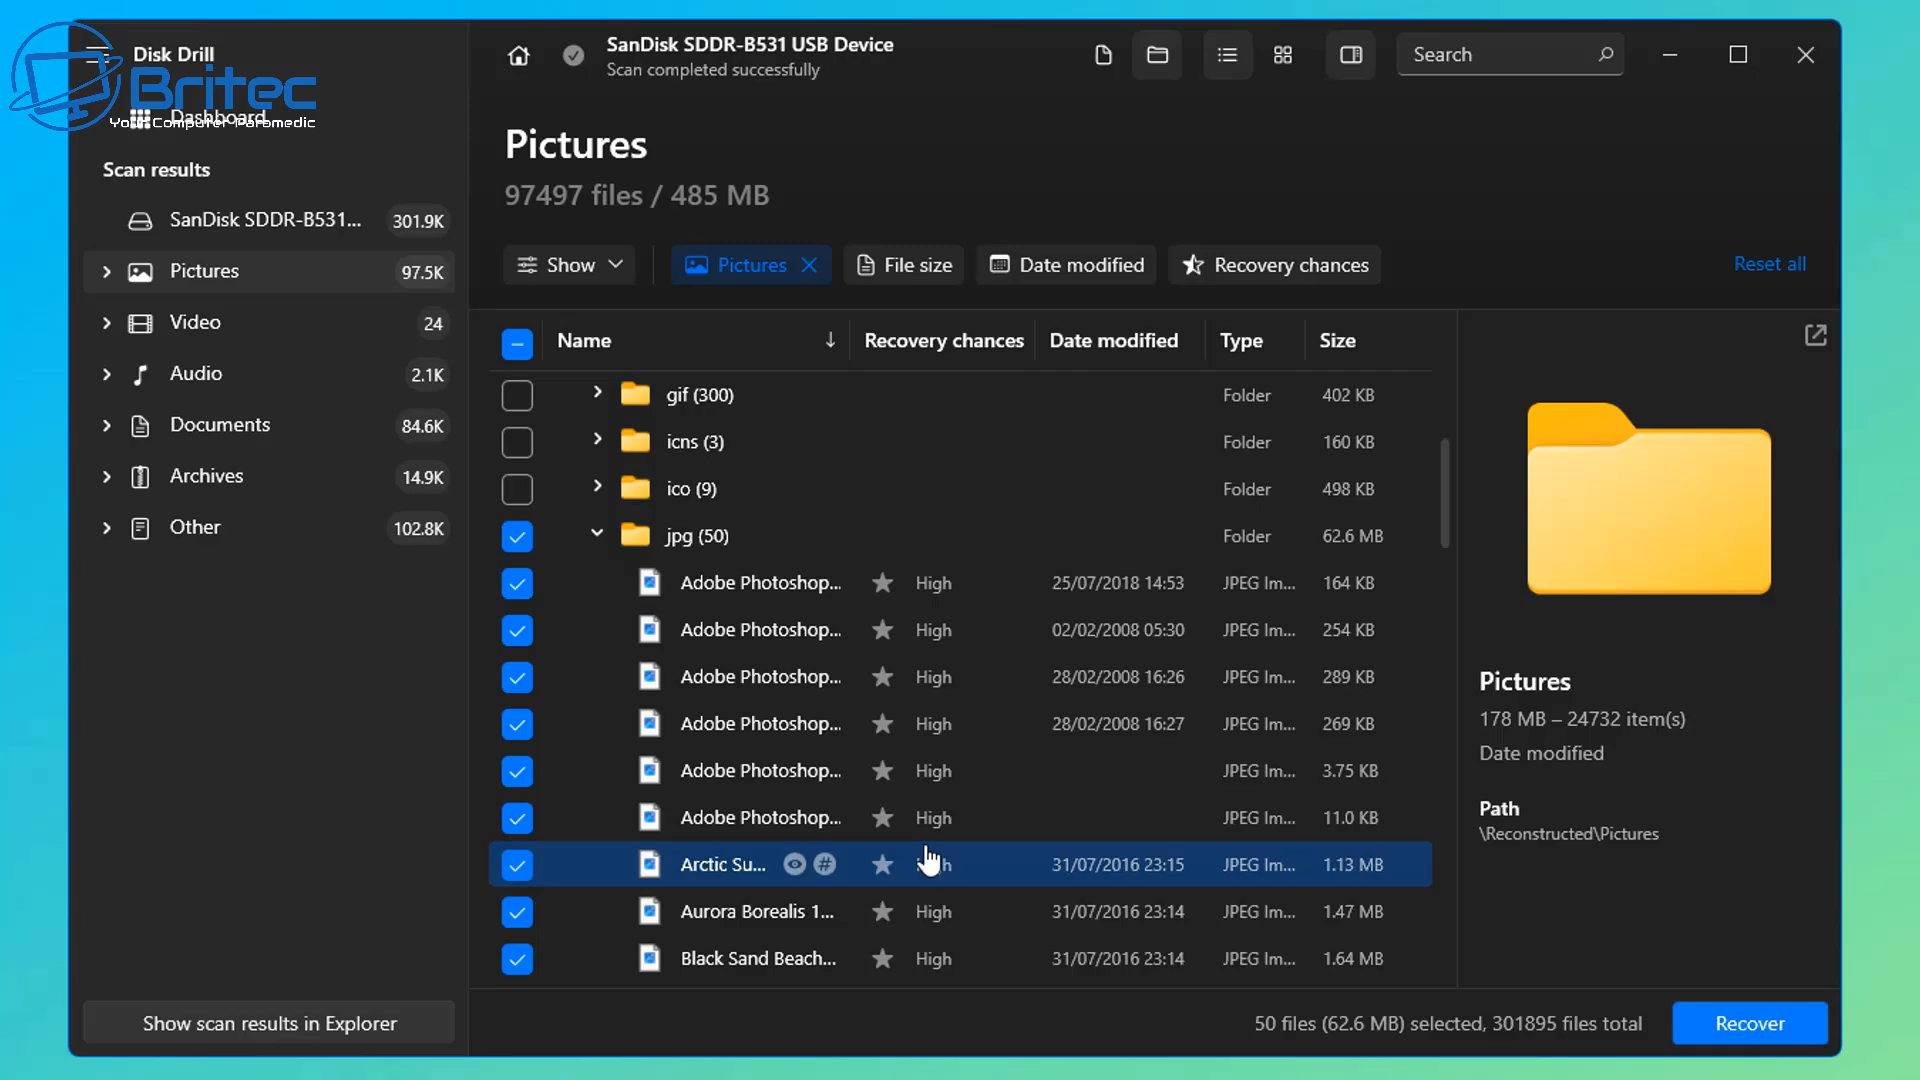 Disk Drill
Britec
Your Computer Paramedic
Dashboard
Scan results
SanDisk SDDR-B531... 301.9K
Pictures 97.5K
Video 24
Audio 2.1K
Documents 84.6K
Archives 14.9K
Other 102.8K
Show scan results in Explorer
SanDisk SDDR-B531 USB Device
Scan completed successfully
Search
Pictures
97497 files / 485 MB
Show Pictures File size Date modified Recovery chances Reset all
Name Recovery chances Date modified Type Size
gif (300) Folder 402 KB
icns (3) Folder 160 KB
ico (9) Folder 498 KB
jpg (50) Folder 62.6 MB
Adobe Photoshop... High 25/07/2018 14:53 JPEG Im... 164 KB
Adobe Photoshop... High 02/02/2008 05:30 JPEG Im... 254 KB
Adobe Photoshop... High 28/02/2008 16:26 JPEG Im... 289 KB
Adobe Photoshop... High 28/02/2008 16:27 JPEG Im... 269 KB
Adobe Photoshop... High JPEG Im... 3.75 KB
Adobe Photoshop... High JPEG Im... 11.0 KB
Arctic Su... # 31/07/2016 23:15 JPEG Im... 1.13 MB
Aurora Borealis 1... High 31/07/2016 23:14 JPEG Im... 1.47 MB
Black Sand Beach... High 31/07/2016 23:14 JPEG Im... 1.64 MB
Pictures
178 MB – 24732 item(s)
Date modified
Path
\Reconstructed\Pictures
50 files (62.6 MB) selected, 301895 files total
Recover